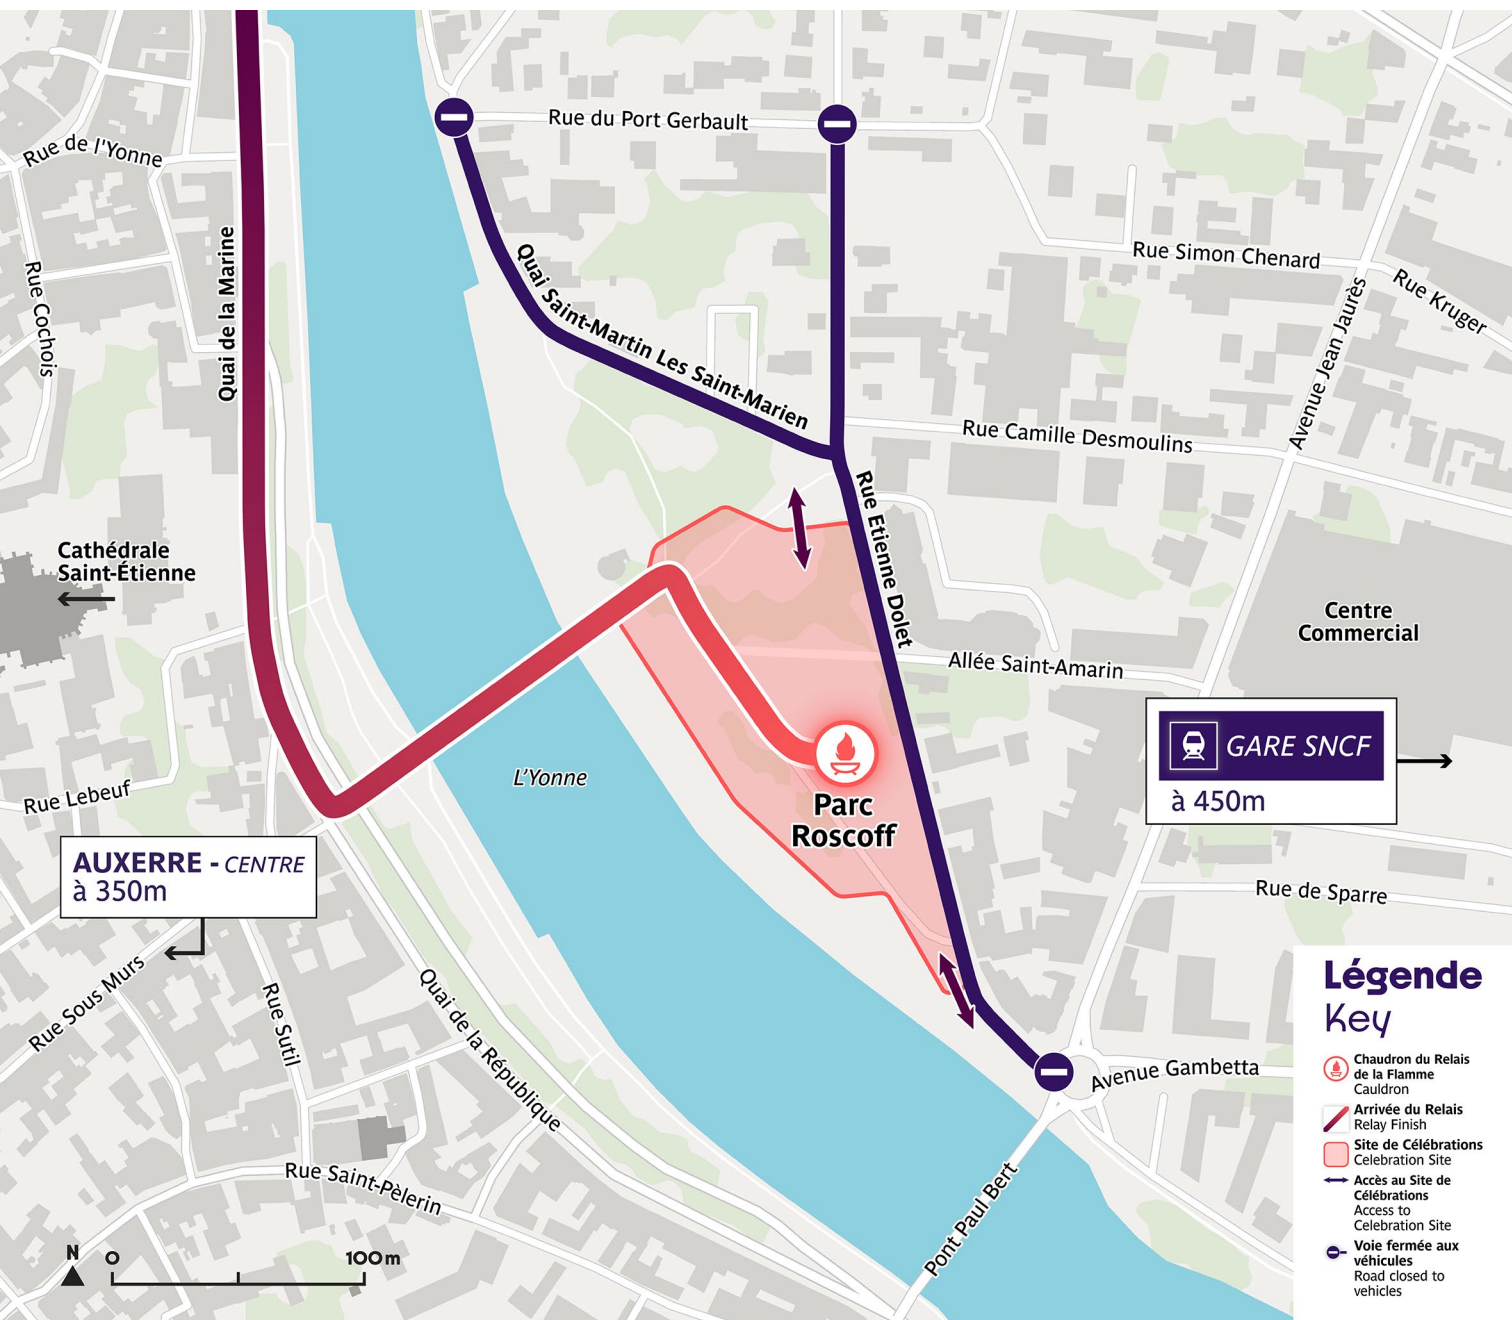 Rue du Port Gerbault
Rue de l'Yonne
Quai de la Marine
Rue Cochois
Quai Saint-Martin Les Saint-Marien
Rue Simon Chenard
Rue Kruger
Avenue Jean Jaurès
Rue Camille Desmoulins
Rue Etienne Dolet
Cathédrale
Saint-Étienne
Centre
Commercial
Allée Saint-Amarin
GARE SNCF
à 450m
L'Yonne
Parc
Roscoff
Rue Lebeuf
AUXERRE - CENTRE
à 350m
Rue de Sparre
Rue Sous Murs
Rue Sutil
Quai de la République
Avenue Gambetta
Rue Saint-Pèlerin
Pont Paul Bert
N
0
100m
Légende
Key
Chaudron du Relais
de la Flamme
Cauldron
Arrivée du Relais
Relay Finish
Site de Célébrations
Celebration Site
Accès au Site de
Célébrations
Access to
Celebration Site
Voie fermée aux
véhicules
Road closed to
vehicles